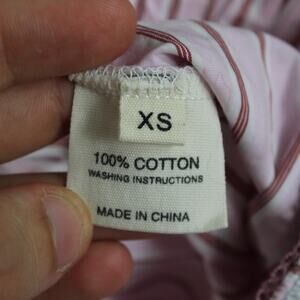 XS
100% COTTON
WASHING INSTRUCTIONS
MADE IN CHINA